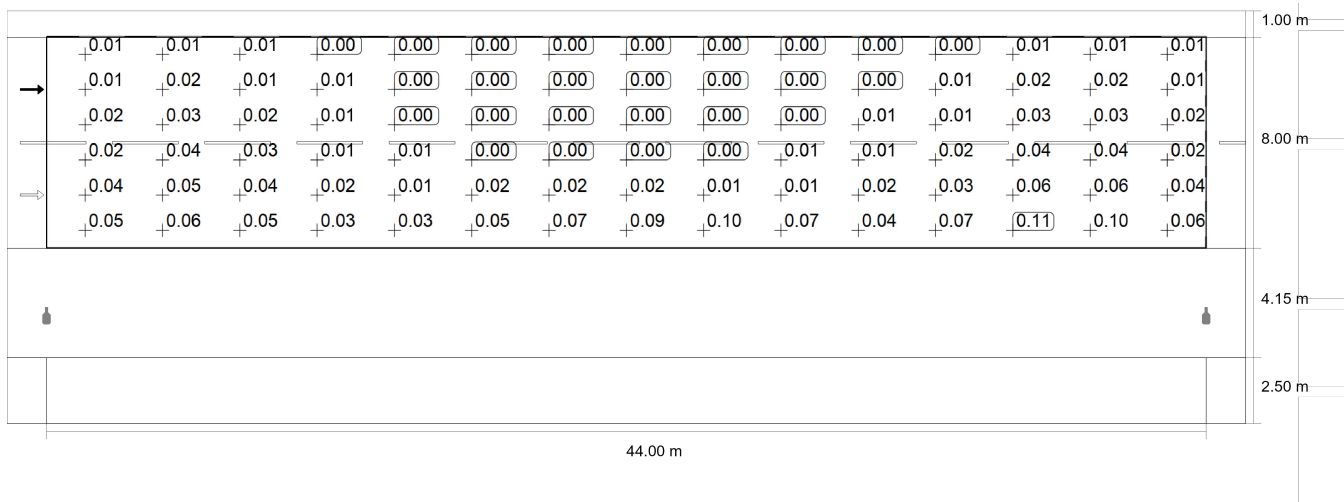 1.00 m
0.01 0.01 0.01 0.00 0.00 0.00 0.00 0.00 0.00 0.00 0.00 0.00 0.01 0.01 0.01
0.01 0.02 0.01 0.01 0.00 0.00 0.00 0.00 0.00 0.00 0.00 0.01 0.02 0.02 0.01
0.02 0.03 0.02 0.01 0.00 0.00 0.00 0.00 0.00 0.00 0.01 0.01 0.03 0.03 0.02
8.00 m
0.02 0.04 0.03 0.01 0.01 0.00 0.00 0.00 0.00 0.01 0.01 0.02 0.04 0.04 0.02
0.04 0.05 0.04 0.02 0.01 0.02 0.02 0.02 0.01 0.01 0.02 0.03 0.06 0.06 0.04
0.05 0.06 0.05 0.03 0.03 0.05 0.07 0.09 0.10 0.07 0.04 0.07 0.11 0.10 0.06
4.15 m
2.50 m
44.00 m